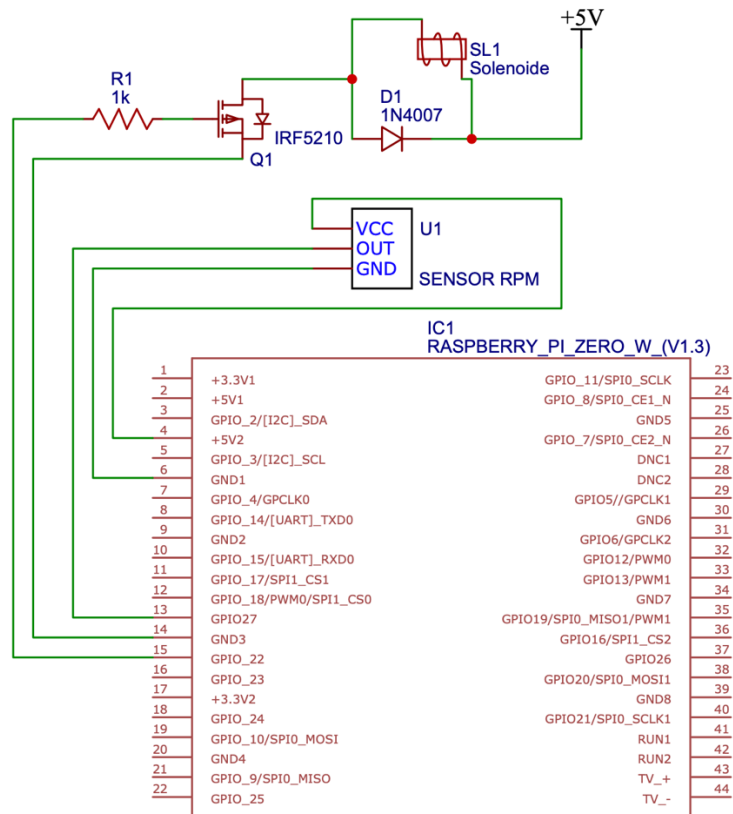 +5V
SL1
Solenoide
R1
1k
D1
1N4007
IRF5210
Q1
VCC
OUT
GND
U1
SENSOR RPM
IC1
RASPBERRY_PI_ZERO_W_(V1.3)
1 +3.3V1
2 +5V1
3 GPIO_2/[I2C]_SDA
4 +5V2
5 GPIO_3/[I2C]_SCL
6 GND1
7 GPIO_4/GPCLK0
8 GPIO_14/[UART]_TXD0
9 GND2
10 GPIO_15/[UART]_RXD0
11 GPIO_17/SPI1_CS1
12 GPIO_18/PWM0/SPI1_CS0
13 GPIO27
14 GND3
15 GPIO_22
16 GPIO_23
17 +3.3V2
18 GPIO_24
19 GPIO_10/SPI0_MOSI
20 GND4
21 GPIO_9/SPI0_MISO
22 GPIO_25
GPIO_11/SPI0_SCLK 23
GPIO_8/SPI0_CE1_N 24
GND5 25
GPIO_7/SPI0_CE2_N 26
DNC1 27
DNC2 28
GPIO5//GPCLK1 29
GND6 30
GPIO6/GPCLK2 31
GPIO12/PWM0 32
GPIO13/PWM1 33
GND7 34
GPIO19/SPI0_MISO1/PWM1 35
GPIO16/SPI1_CS2 36
GPIO26 37
GPIO20/SPI0_MOSI1 38
GND8 39
GPIO21/SPI0_SCLK1 40
RUN1 41
RUN2 42
TV_+ 43
TV_- 44